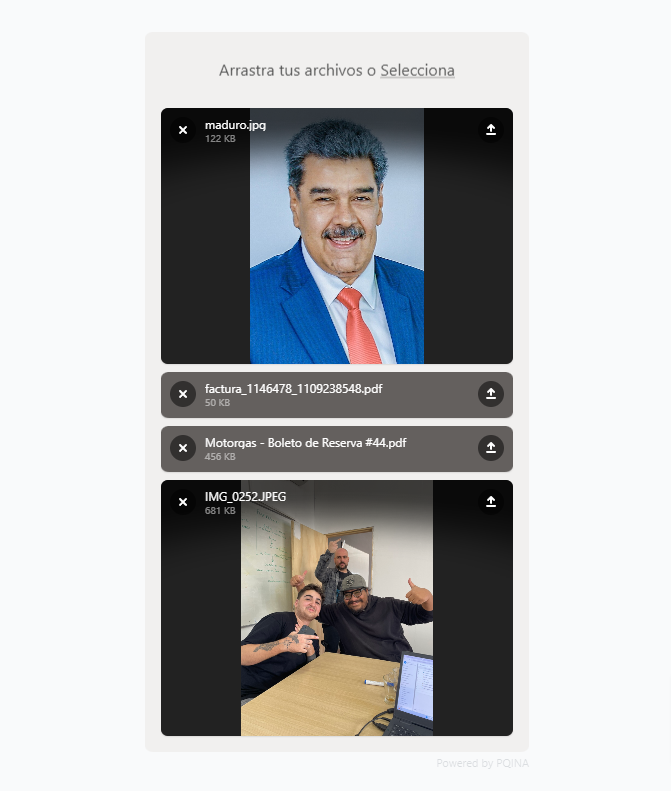 Arrastra tus archivos o Selecciona
maduro.jpg
122 KB
factura_1146478_1109238548.pdf
50 KB
Motorgas - Boleto de Reserva #44.pdf
456 KB
IMG_0252.JPEG
681 KB
Powered by PQINA